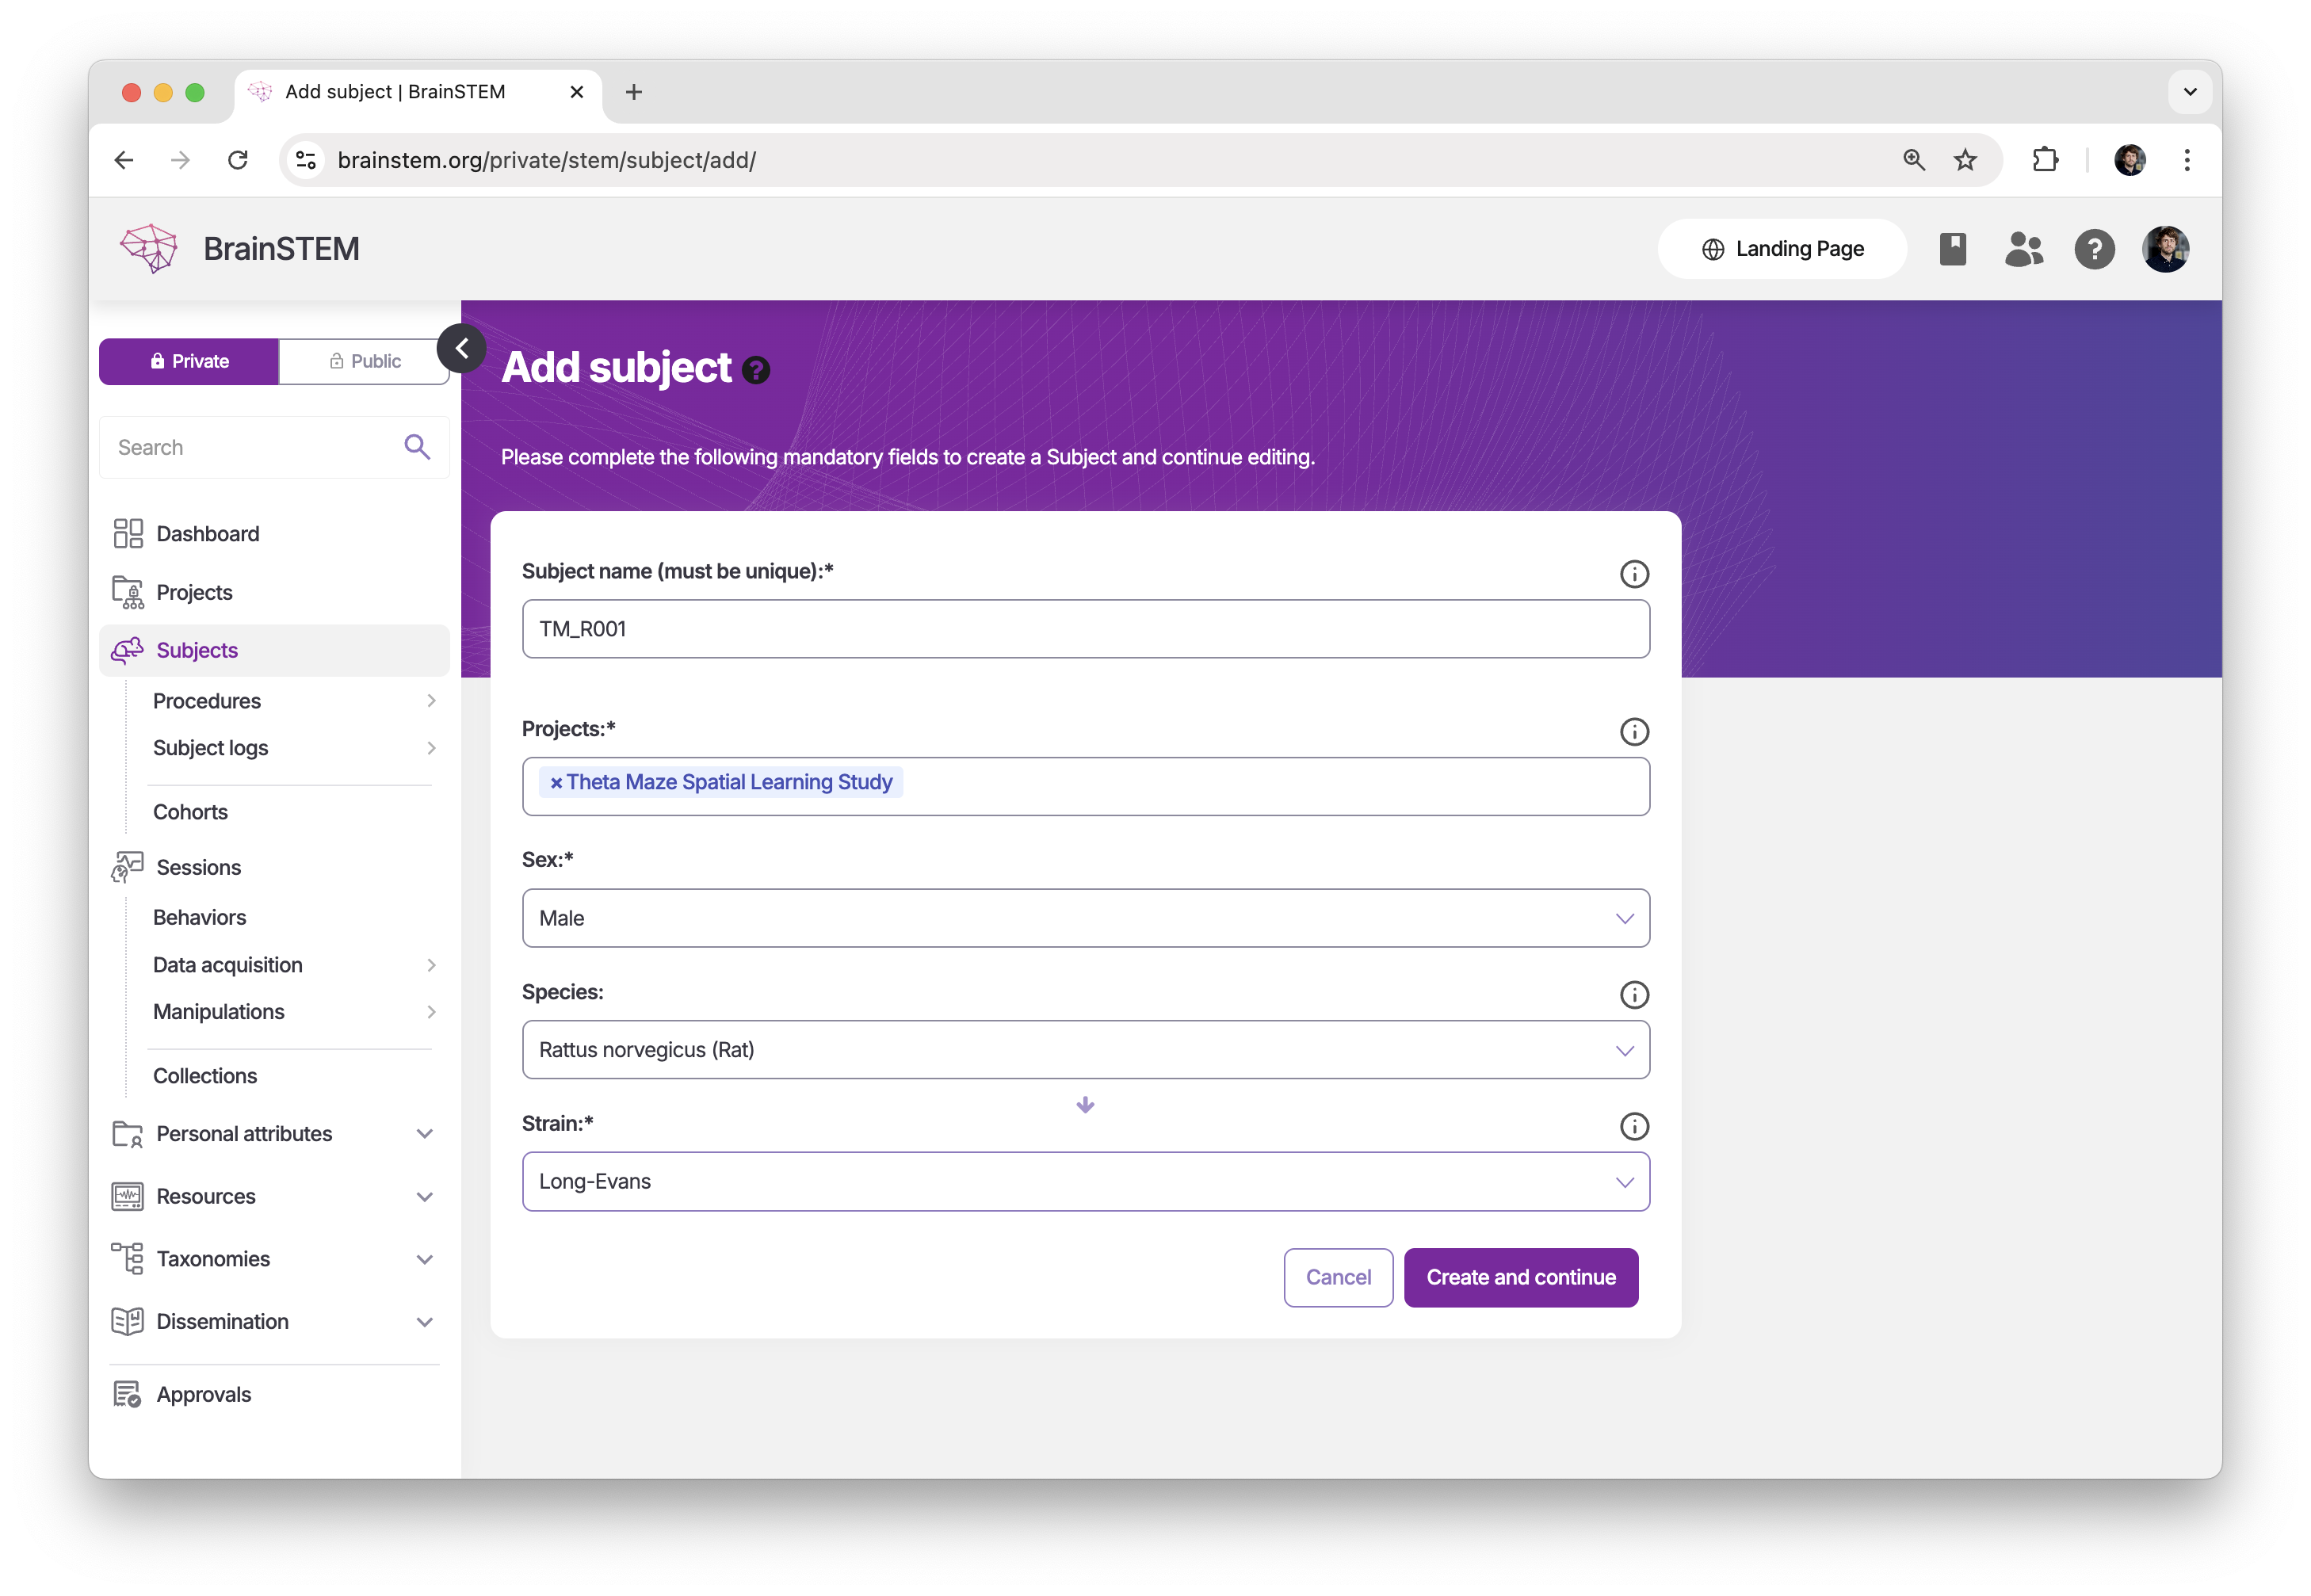 Add subject | BrainSTEM
brainstem.org/private/stem/subject/add/
BrainSTEM
Landing Page
Private
Public
Search
Dashboard
Projects
Subjects
Procedures
Subject logs
Cohorts
Sessions
Behaviors
Data acquisition
Manipulations
Collections
Personal attributes
Resources
Taxonomies
Dissemination
Approvals
Add subject ?
Please complete the following mandatory fields to create a Subject and continue editing.
Subject name (must be unique):*
TM_R001
Projects:*
×Theta Maze Spatial Learning Study
Sex:*
Male
Species:
Rattus norvegicus (Rat)
Strain:*
Long-Evans
Cancel
Create and continue